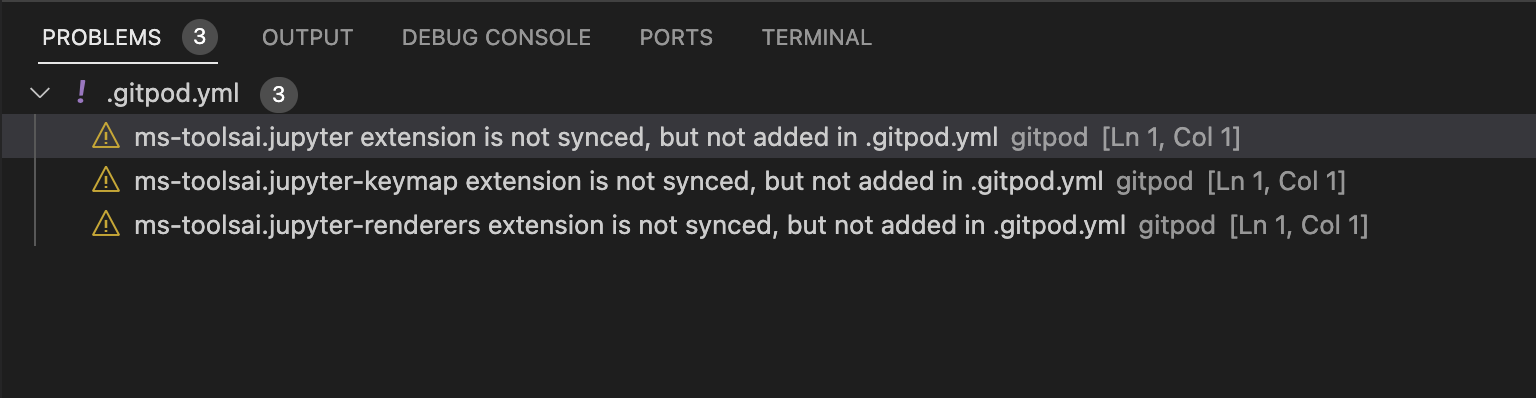 PROBLEMS 3 OUTPUT DEBUG CONSOLE PORTS TERMINAL
! .gitpod.yml 3
ms-toolsai.jupyter extension is not synced, but not added in .gitpod.yml gitpod [Ln 1, Col 1]
ms-toolsai.jupyter-keymap extension is not synced, but not added in .gitpod.yml gitpod [Ln 1, Col 1]
ms-toolsai.jupyter-renderers extension is not synced, but not added in .gitpod.yml gitpod [Ln 1, Col 1]